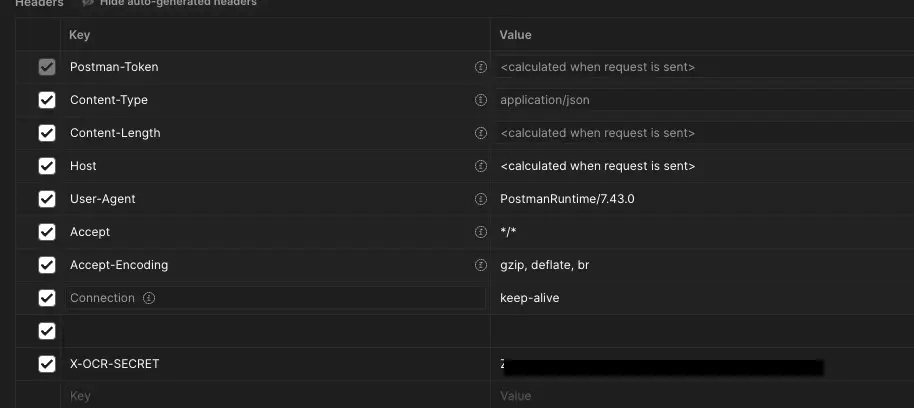 Headers Hide auto-generated headers
Key Value
Postman-Token <calculated when request is sent>
Content-Type application/json
Content-Length <calculated when request is sent>
Host <calculated when request is sent>
User-Agent PostmanRuntime/7.43.0
Accept */*
Accept-Encoding gzip, deflate, br
Connection keep-alive
X-OCR-SECRET
Key Value